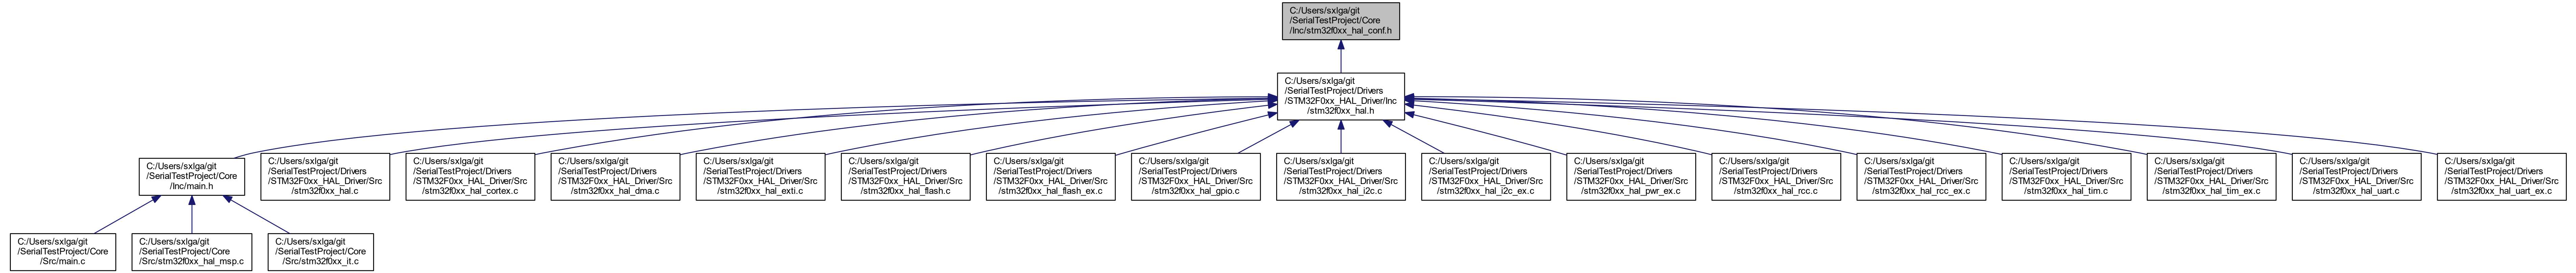 C:/Users/sxlga/git
/SerialTestProject/Core
/Inc/stm32f0xx_hal_conf.h
C:/Users/sxlga/git
/SerialTestProject/Drivers
/STM32F0xx_HAL_Driver/Inc
/stm32f0xx_hal.h
C:/Users/sxlga/git
/SerialTestProject/Core
/Inc/main.h
C:/Users/sxlga/git
/SerialTestProject/Drivers
/STM32F0xx_HAL_Driver/Src
/stm32f0xx_hal.c
C:/Users/sxlga/git
/SerialTestProject/Drivers
/STM32F0xx_HAL_Driver/Src
/stm32f0xx_hal_cortex.c
C:/Users/sxlga/git
/SerialTestProject/Drivers
/STM32F0xx_HAL_Driver/Src
/stm32f0xx_hal_dma.c
C:/Users/sxlga/git
/SerialTestProject/Drivers
/STM32F0xx_HAL_Driver/Src
/stm32f0xx_hal_exti.c
C:/Users/sxlga/git
/SerialTestProject/Drivers
/STM32F0xx_HAL_Driver/Src
/stm32f0xx_hal_flash.c
C:/Users/sxlga/git
/SerialTestProject/Drivers
/STM32F0xx_HAL_Driver/Src
/stm32f0xx_hal_flash_ex.c
C:/Users/sxlga/git
/SerialTestProject/Drivers
/STM32F0xx_HAL_Driver/Src
/stm32f0xx_hal_gpio.c
C:/Users/sxlga/git
/SerialTestProject/Drivers
/STM32F0xx_HAL_Driver/Src
/stm32f0xx_hal_i2c.c
C:/Users/sxlga/git
/SerialTestProject/Drivers
/STM32F0xx_HAL_Driver/Src
/stm32f0xx_hal_i2c_ex.c
C:/Users/sxlga/git
/SerialTestProject/Drivers
/STM32F0xx_HAL_Driver/Src
/stm32f0xx_hal_pwr_ex.c
C:/Users/sxlga/git
/SerialTestProject/Drivers
/STM32F0xx_HAL_Driver/Src
/stm32f0xx_hal_rcc.c
C:/Users/sxlga/git
/SerialTestProject/Drivers
/STM32F0xx_HAL_Driver/Src
/stm32f0xx_hal_rcc_ex.c
C:/Users/sxlga/git
/SerialTestProject/Drivers
/STM32F0xx_HAL_Driver/Src
/stm32f0xx_hal_tim.c
C:/Users/sxlga/git
/SerialTestProject/Drivers
/STM32F0xx_HAL_Driver/Src
/stm32f0xx_hal_tim_ex.c
C:/Users/sxlga/git
/SerialTestProject/Drivers
/STM32F0xx_HAL_Driver/Src
/stm32f0xx_hal_uart.c
C:/Users/sxlga/git
/SerialTestProject/Drivers
/STM32F0xx_HAL_Driver/Src
/stm32f0xx_hal_uart_ex.c
C:/Users/sxlga/git
/SerialTestProject/Core
/Src/main.c
C:/Users/sxlga/git
/SerialTestProject/Core
/Src/stm32f0xx_hal_msp.c
C:/Users/sxlga/git
/SerialTestProject/Core
/Src/stm32f0xx_it.c